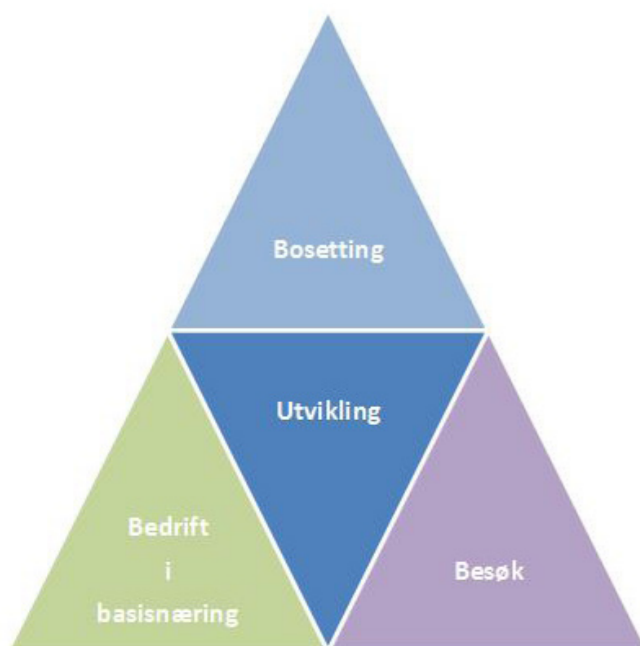 Bosetting
Utvikling
Bedrift
i
basisnæring
Besøk